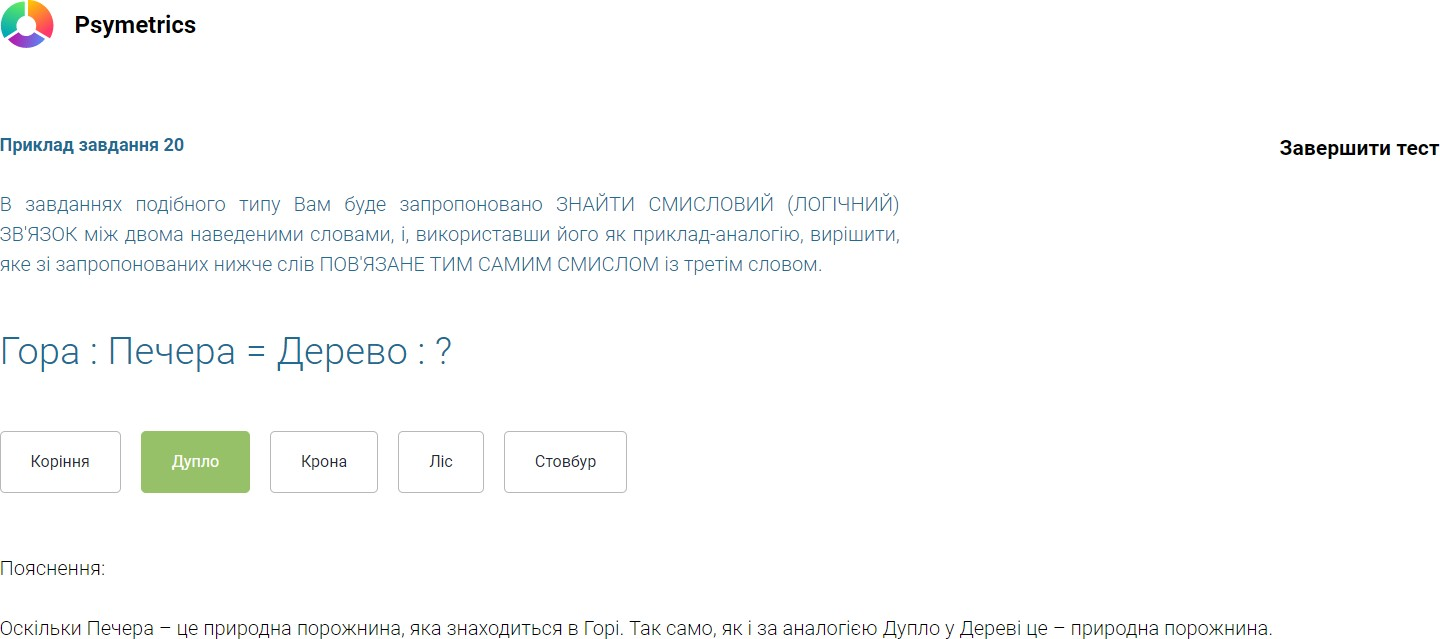 Psymetrics
Приклад завдання 20
Завершити тест
В завданнях подібного типу Вам буде запропоновано ЗНАЙТИ СМИСЛОВИЙ (ЛОГІЧНИЙ)
ЗВ'ЯЗОК між двома наведеними словами, і, використавши його як приклад-аналогію, вирішити,
яке зі запропонованих нижче слів ПОВ'ЯЗАНЕ ТИМ САМИМ СМИСЛОМ із третім словом.
Гора : Печера = Дерево : ?
Коріння
Дупло
Крона
Ліс
Стовбур
Пояснення:
Оскільки Печера – це природна порожнина, яка знаходиться в Горі. Так само, як і за аналогією Дупло у Дереві це – природна порожнина.